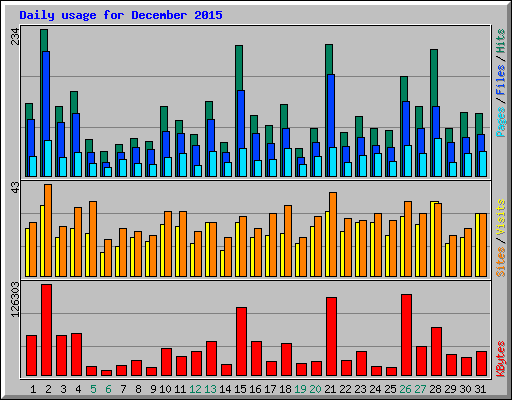 Daily usage for December 2015
234
Pages / Files / Hits
43
Sites / Visits
126303
KBytes
1 2 3 4 5 6 7 8 9 10 11 12 13 14 15 16 17 18 19 20 21 22 23 24 25 26 27 28 29 30 31